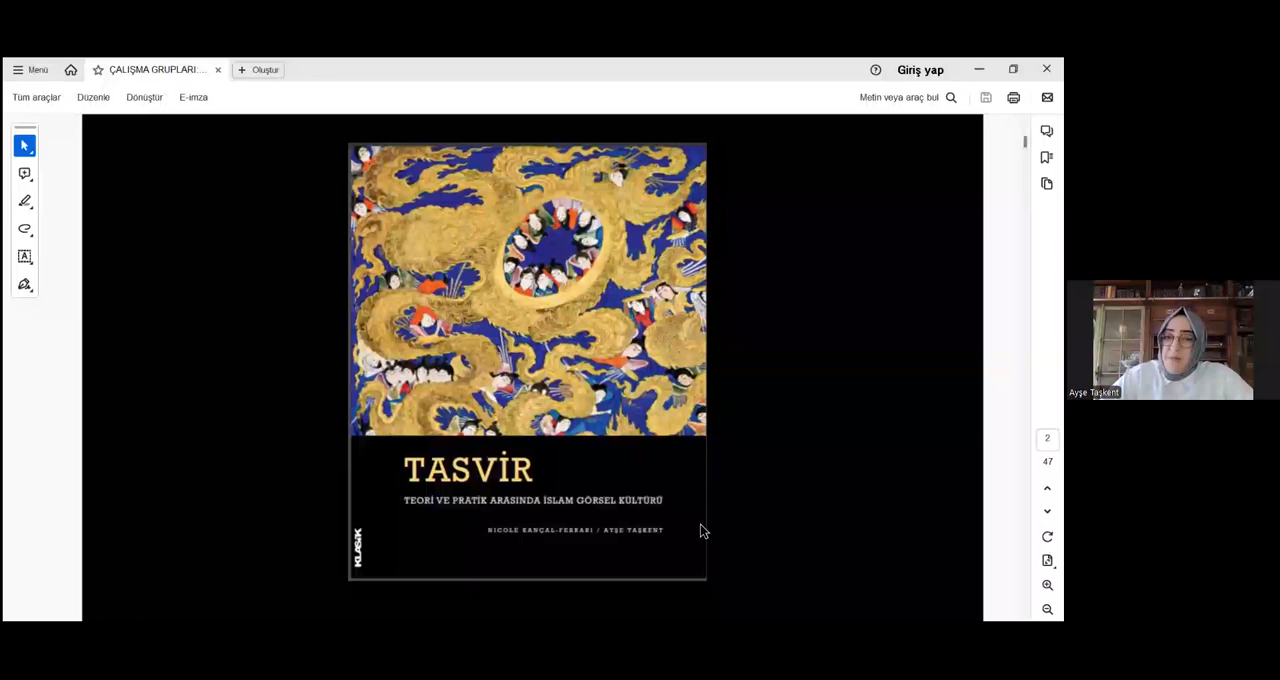 Menü
ÇALIŞMA GRUPLARI:...
Oluştur
Giriş yap
Tüm araçlar
Düzenle
Dönüştür
E-imza
Metin veya araç bul
TASVİR
TEORİ VE PRATİK ARASINDA İSLAM GÖRSEL KÜLTÜRÜ
NICOLE KANÇAL-FERRARI / AYŞE TAŞKENT
KLASİK
Ayşe Taşkent
2
47